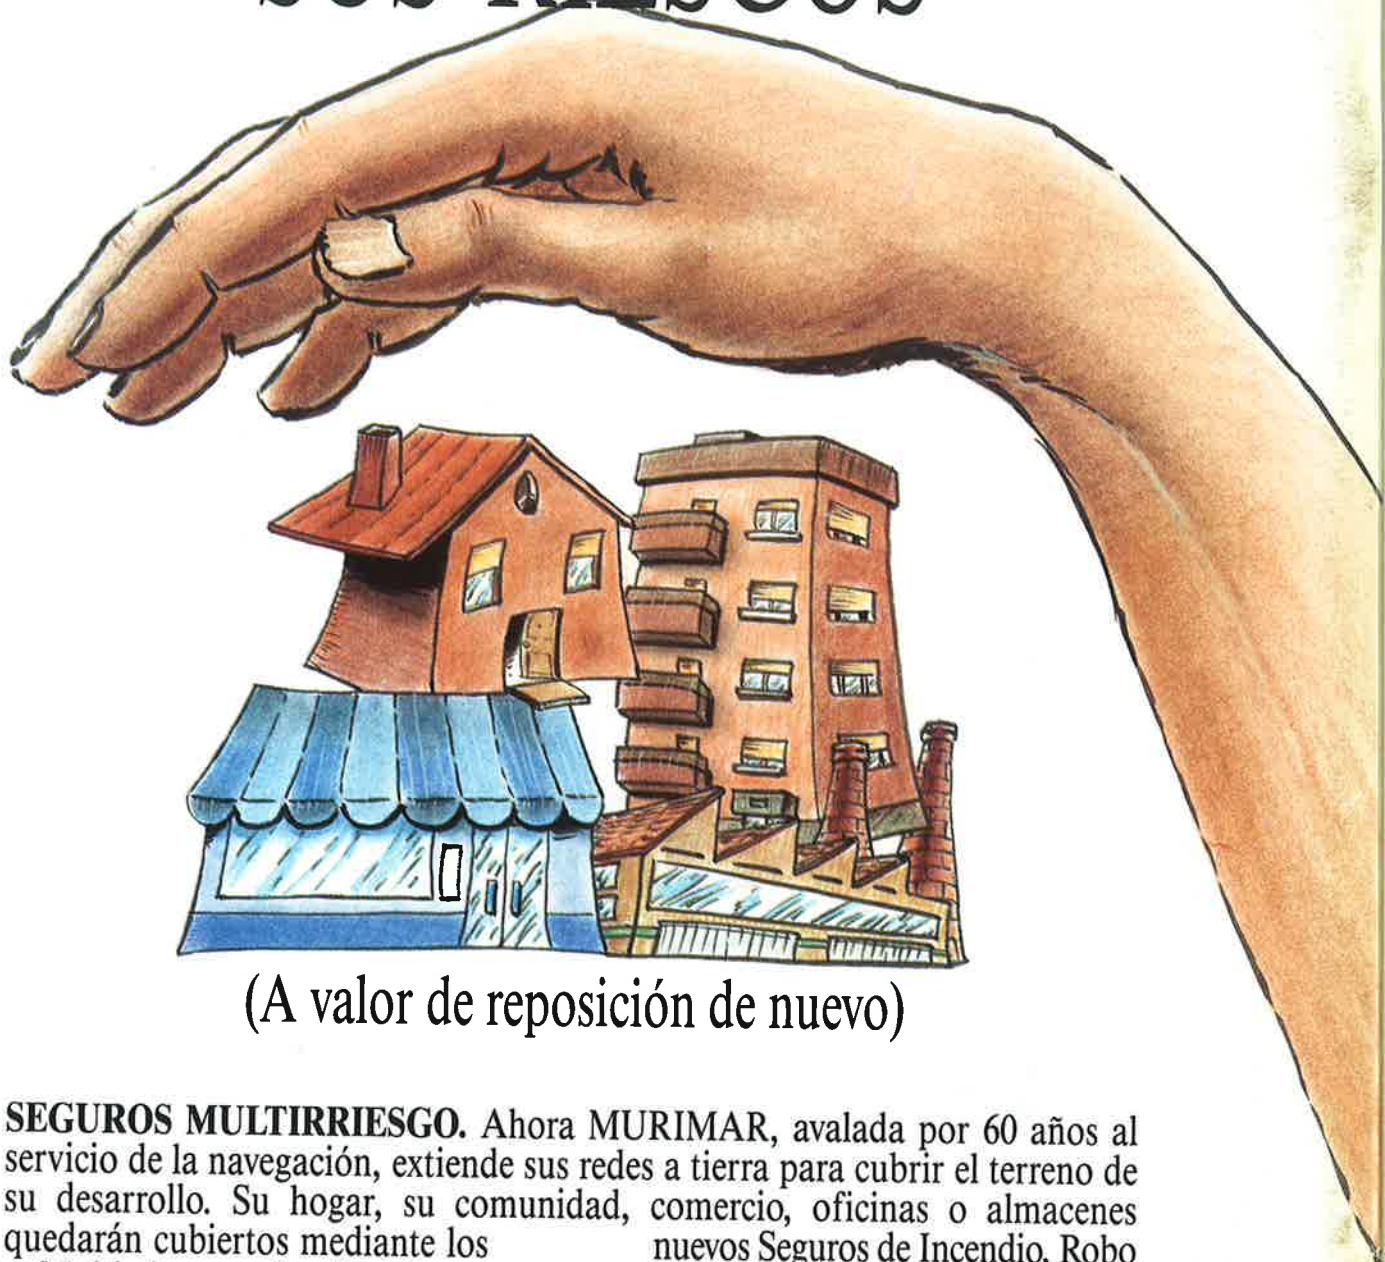 SUS RIESGOS
(A valor de reposición de nuevo)
SEGUROS MULTIRRIESGO. Ahora MURIMAR, avalada por 60 años al
servicio de la navegación, extiende sus redes a tierra para cubrir el terreno de
su desarrollo. Su hogar, su comunidad, comercio, oficinas o almacenes
quedarán cubiertos mediante los nuevos Seguros de Incendio, Robo